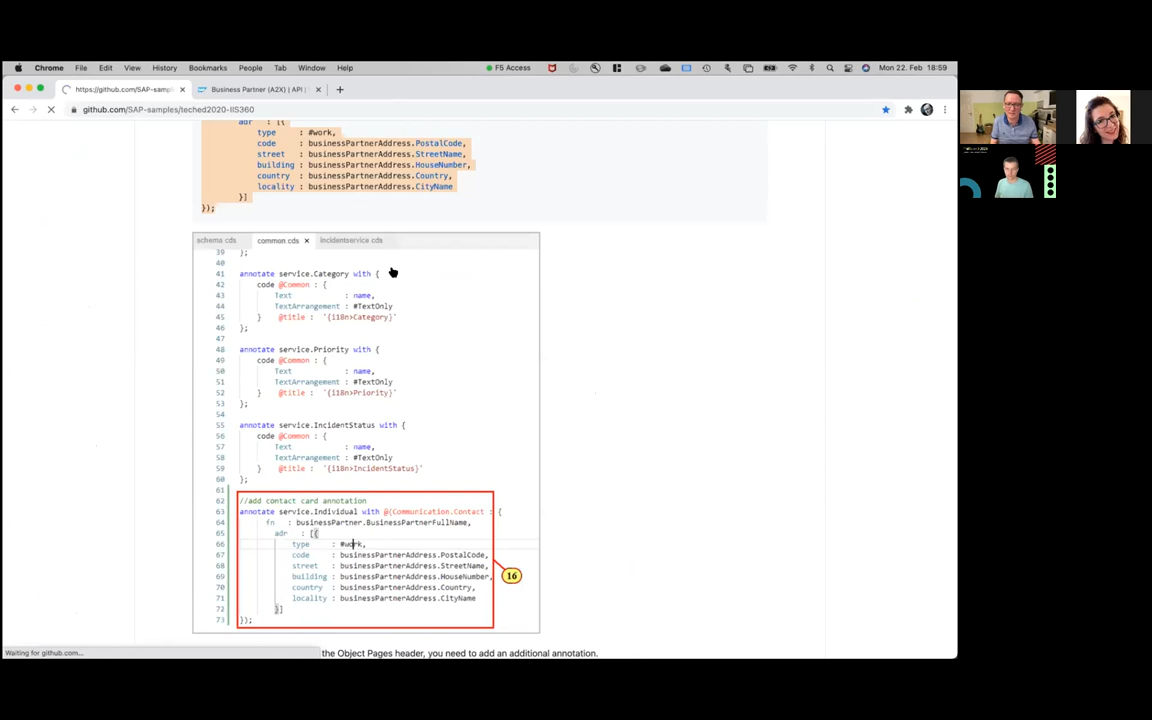 Chrome File Edit View History Bookmarks People Tab Window Help F5 Access Mon 22. Feb 18:59
https://github.com/SAP-sampl Business Partner (A2X) | API |
github.com/SAP-samples/teched2020-IIS360
adr : [{
type : #work,
code : businessPartnerAddress.PostalCode,
street : businessPartnerAddress.StreetName,
building : businessPartnerAddress.HouseNumber,
country : businessPartnerAddress.Country,
locality : businessPartnerAddress.CityName
}]
});
schema cds common.cds × incidentservice cds
39 };
40
41 annotate service.Category with {
42 code @Common : {
43 Text : name,
44 TextArrangement : #TextOnly
45 } @title : '{i18n>Category}'
46 };
47
48 annotate service.Priority with {
49 code @Common : {
50 Text : name,
51 TextArrangement : #TextOnly
52 } @title : '{i18n>Priority}'
53 };
54
55 annotate service.IncidentStatus with {
56 code @Common : {
57 Text : name,
58 TextArrangement : #TextOnly
59 } @title : '{i18n>IncidentStatus}'
60 };
61
62 //add contact card annotation
63 annotate service.Individual with @(Communication.Contact : {
64 fn : businessPartner.BusinessPartnerFullName,
65 adr : [{
66 type : #work,
67 code : businessPartnerAddress.PostalCode,
68 street : businessPartnerAddress.StreetName,
69 building : businessPartnerAddress.HouseNumber,
70 country : businessPartnerAddress.Country,
71 locality : businessPartnerAddress.CityName
72 }]
73 });
16
Waiting for github.com... the Object Pages header, you need to add an additional annotation.